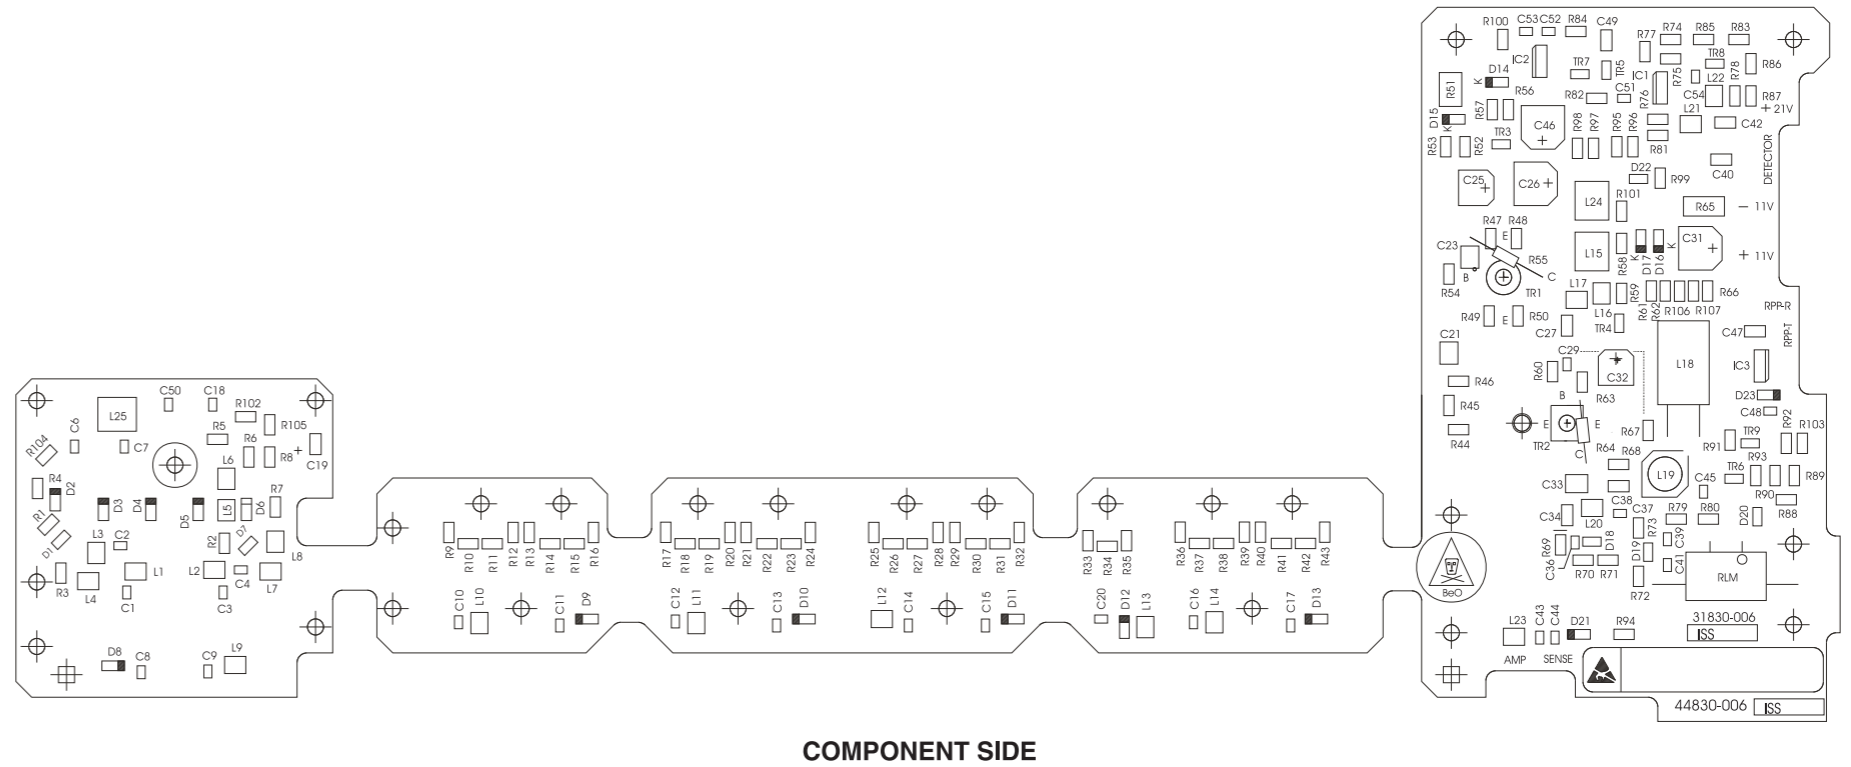 R100 C53 C52 R84 C49
R77 R74 R85 R83
IC2 TR7 TR5 TR8 R78 R86
K D14 IC1 R75 L22
R51 R56 R82 C51 R76 C54 R87
+ 21V
D15 K R57 C46 + R98 R97 R95 R96 L21 C42
R53 R52 TR3 R81
C40 DETECTOR
C25 + C26 + D22 R99
L24 R101 R65 — 11V
R47 R48 E
C23 B R55 C L15 R58 K D17 D16 K C31 + + 11V
R54 TR1 L17 L16 R59 R61 R62 R106 R107 R66 RPP-R
R49 E R50 C27 TR4 C47 RPP-T
C21 C29 C32 L18 IC3
R46 R60 R63 D23
R45 B C48
R44 E E TR2 C R64 R67 R91 TR9 R92 R103
R68 L19 C45 TR6 R93 R89
C33 C38 C37 R90 R88
C34 L20 R73 R79 R80 D20
R69 D18 D19 C39
C36 R70 R71 C41 RLM
R72
BeO
31830-006
ISS
L23 C43 C44 D21 R94
AMP SENSE
44830-006 ISS
C50 C18
L25 R102
C6 C7 R5 R6 R105
R104 R8 + C19
R4 D2 L6
D3 D4 D5 L5 D6 R7
R1 D1 L3 C2 R2 D7 L8
R3 L4 L1 L2 C4 L7
C1 C3
D8 C8 C9 L9
R9 R10 R11 R12 R13 R14 R15 R16
C10 L10 C11 D9
R17 R18 R19 R20 R21 R22 R23 R24
C12 L11 C13 D10
R25 R26 R27 R28 R29 R30 R31 R32
L12 C14 C15 D11
R33 R34 R35 R36 R37 R38 R39 R40 R41 R42 R43
C20 D12 L13 C16 L14 C17 D13
COMPONENT SIDE